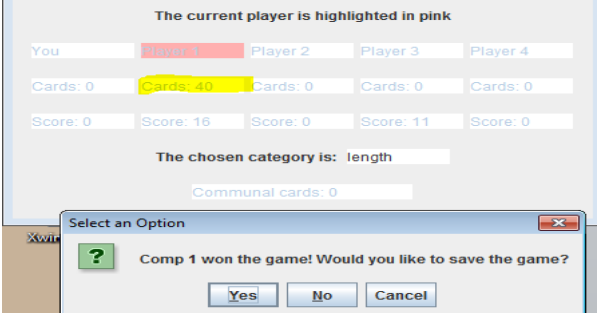 The current player is highlighted in pink
You Player 1 Player 2 Player 3 Player 4
Cards: 0 Cards: 40 Cards: 0 Cards: 0 Cards: 0
Score: 0 Score: 16 Score: 0 Score: 11 Score: 0
The chosen category is: length
Communal cards: 0
Select an Option
Comp 1 won the game! Would you like to save the game?
Yes No Cancel